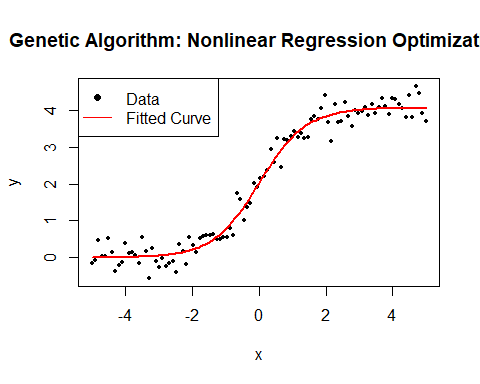 Genetic Algorithm: Nonlinear Regression Optimizat
Data
Fitted Curve
y
0 1 2 3 4
-4 -2 0 2 4
x